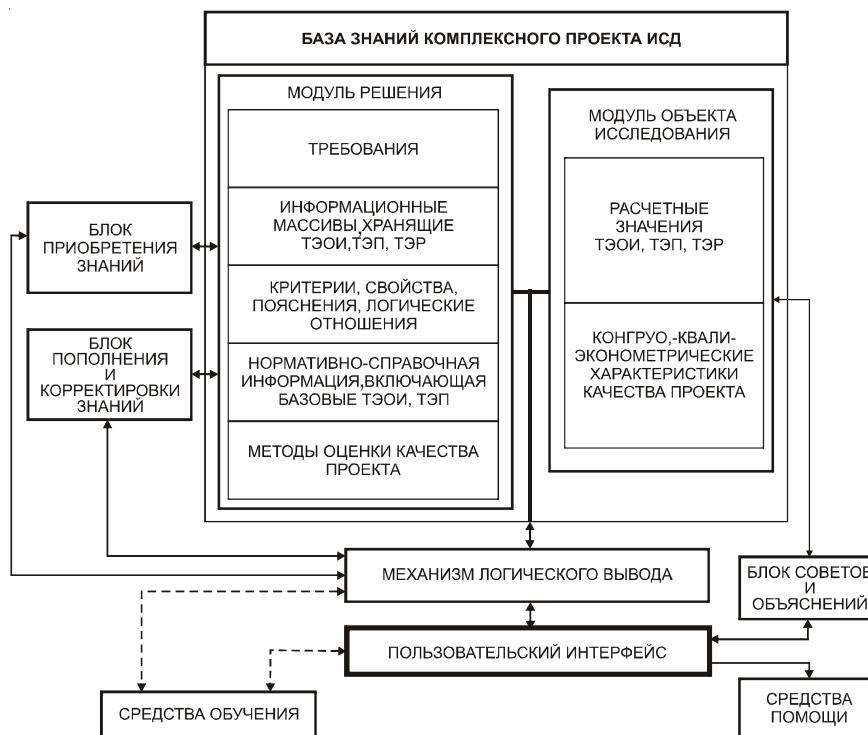 БАЗА ЗНАНИЙ КОМПЛЕКСНОГО ПРОЕКТА ИСД
МОДУЛЬ РЕШЕНИЯ
ТРЕБОВАНИЯ
ИНФОРМАЦИОННЫЕ
МАССИВЫ,ХРАНЯЩИЕ
ТЭОИ,ТЭП, ТЭР
КРИТЕРИИ, СВОЙСТВА,
ПОЯСНЕНИЯ, ЛОГИЧЕСКИЕ
ОТНОШЕНИЯ
НОРМАТИВНО-СПРАВОЧНАЯ
ИНФОРМАЦИЯ,ВКЛЮЧАЮЩАЯ
БАЗОВЫЕ ТЭОИ, ТЭП
МЕТОДЫ ОЦЕНКИ КАЧЕСТВА
ПРОЕКТА
МОДУЛЬ ОБЪЕКТА
ИССЛЕДОВАНИЯ
РАСЧЕТНЫЕ
ЗНАЧЕНИЯ
ТЭОИ, ТЭП, ТЭР
КОНГРУО,-КВАЛИ-
ЭКОНОМЕТРИЧЕСКИЕ
ХАРАКТЕРИСТИКИ
КАЧЕСТВА ПРОЕКТА
БЛОК
ПРИОБРЕТЕНИЯ
ЗНАНИЙ
БЛОК
ПОПОЛНЕНИЯ
И
КОРРЕКТИРОВКИ
ЗНАНИЙ
МЕХАНИЗМ ЛОГИЧЕСКОГО ВЫВОДА
БЛОК СОВЕТОВ
И
ОБЪЯСНЕНИЙ
ПОЛЬЗОВАТЕЛЬСКИЙ ИНТЕРФЕЙС
СРЕДСТВА ОБУЧЕНИЯ
СРЕДСТВА
ПОМОЩИ